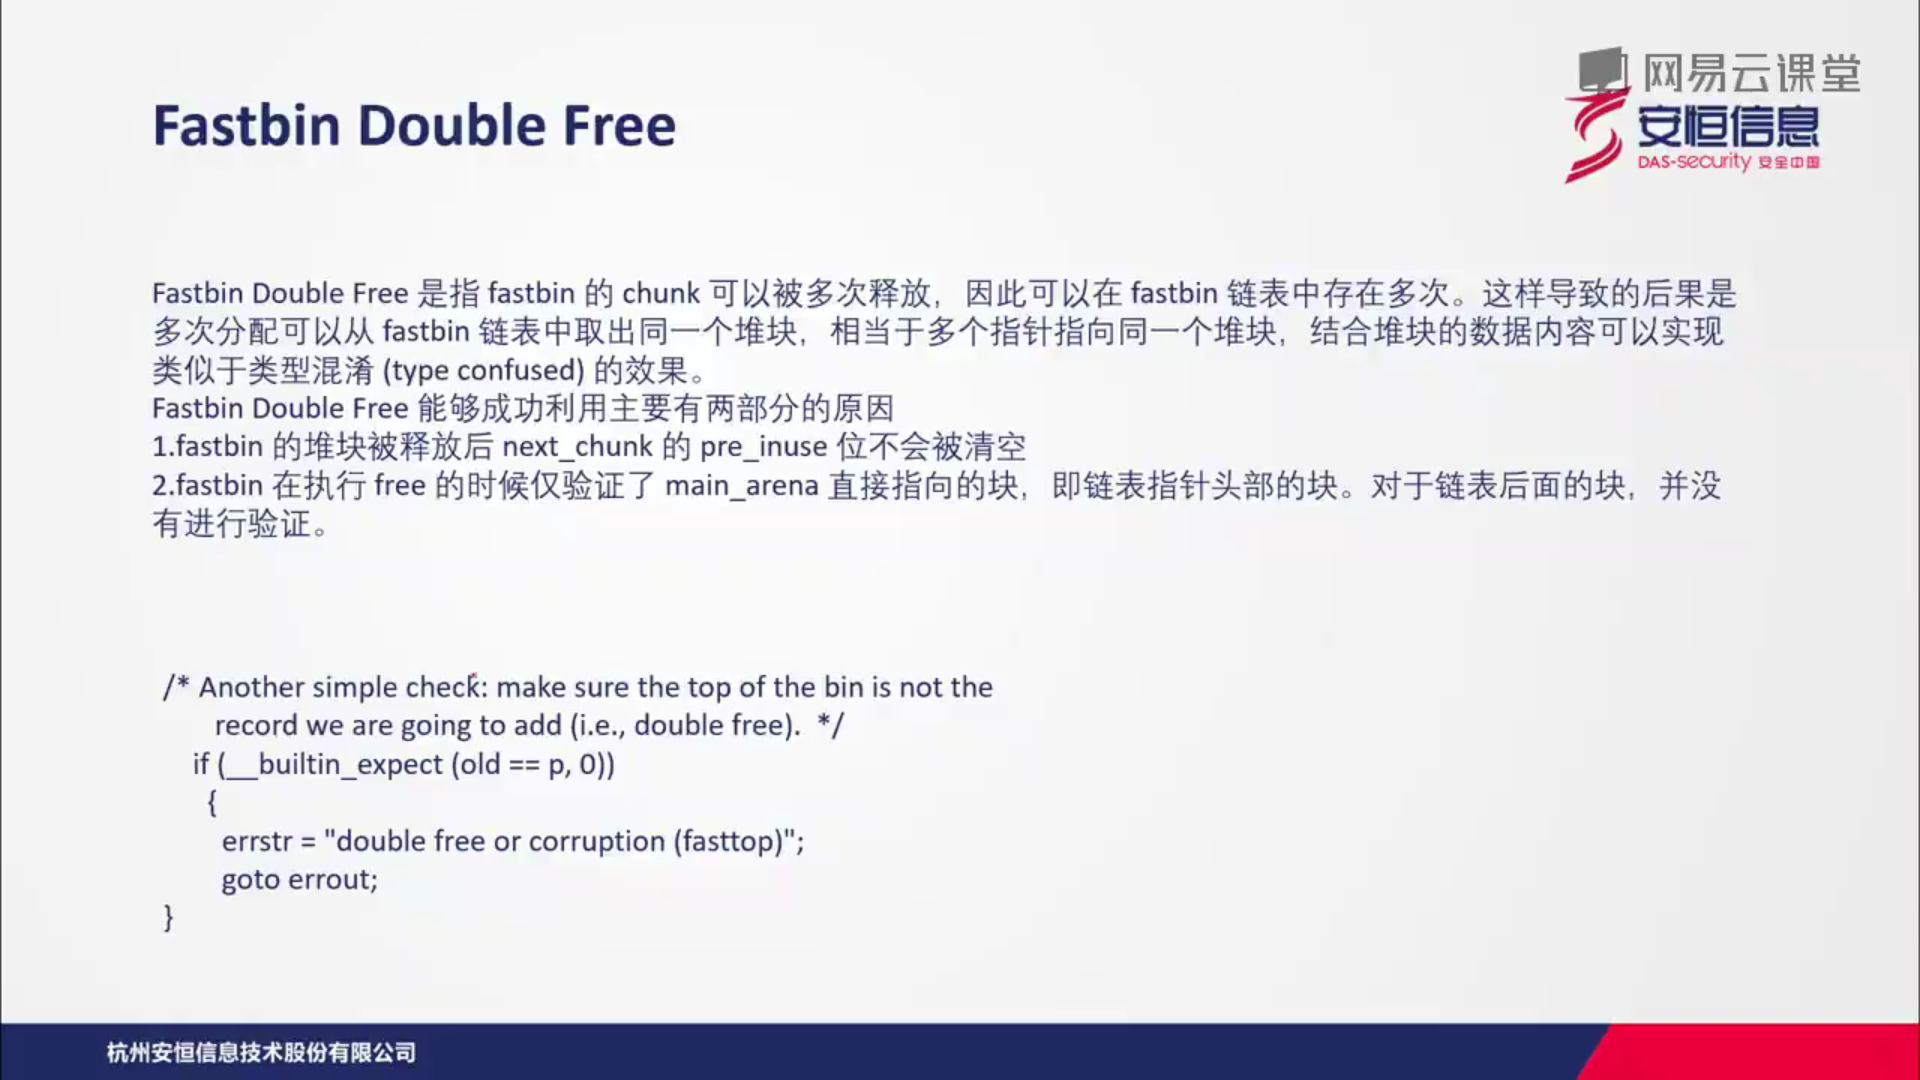 网易云课堂
Fastbin Double Free
安恒信息
DAS-security 安全中国
Fastbin Double Free 是指 fastbin 的 chunk 可以被多次释放，因此可以在 fastbin 链表中存在多次。这样导致的后果是
多次分配可以从 fastbin 链表中取出同一个堆块，相当于多个指针指向同一个堆块，结合堆块的数据内容可以实现
类似于类型混淆 (type confused) 的效果。
Fastbin Double Free 能够成功利用主要有两部分的原因
1.fastbin 的堆块被释放后 next_chunk 的 pre_inuse 位不会被清空
2.fastbin 在执行 free 的时候仅验证了 main_arena 直接指向的块，即链表指针头部的块。对于链表后面的块，并没
有进行验证。
/* Another simple check: make sure the top of the bin is not the
record we are going to add (i.e., double free).  */
if (__builtin_expect (old == p, 0))
{
errstr = "double free or corruption (fasttop)";
goto errout;
}
杭州安恒信息技术股份有限公司